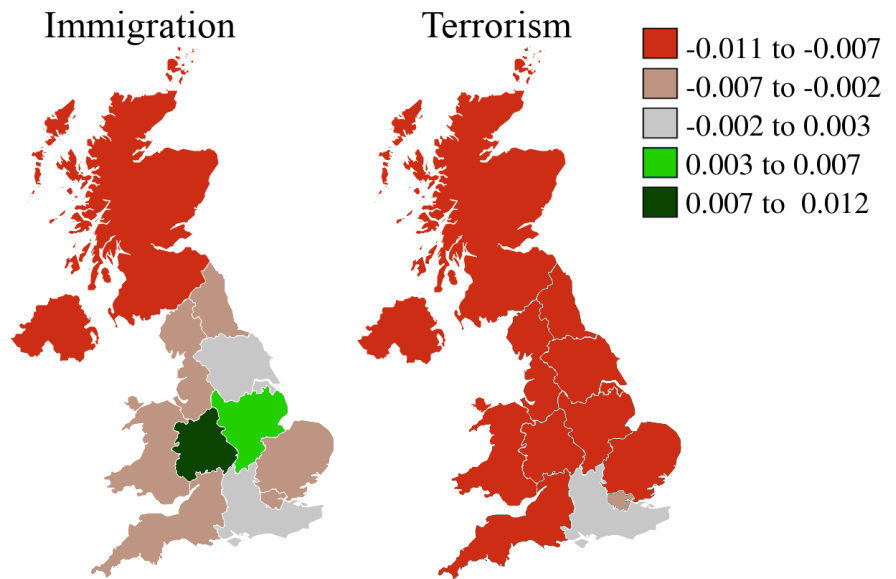 Immigration
Terrorism
-0.011 to -0.007
-0.007 to -0.002
-0.002 to 0.003
0.003 to 0.007
0.007 to  0.012